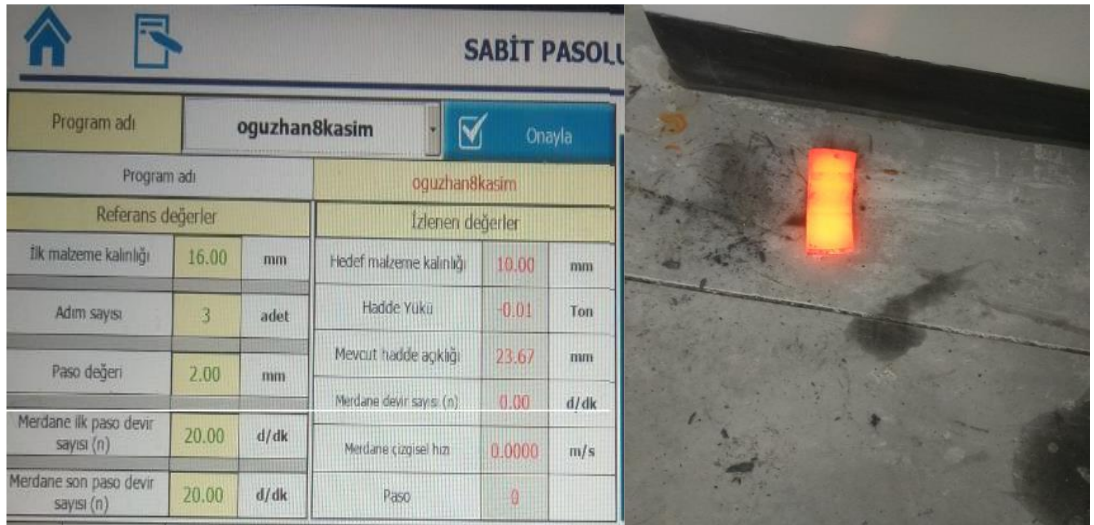 SABİT PASOLU
Program adı
oguzhan8kasim
Onayla
Program adı
oguzhan8kasim
Referans değerler
İzlenen değerler
İlk malzeme kalınlığı 16.00 mm
Hedef malzeme kalınlığı 10.00 mm
Adım sayısı 3 adet
Hadde Yükü -0.01 Ton
Paso değeri 2.00 mm
Mevcut hadde açıklığı 23.67 mm
Merdane devir sayısı (n) 0.00 d/dk
Merdane ilk paso devir
sayısı (n) 20.00 d/dk
Merdane çizgisel hızı 0.0000 m/s
Merdane son paso devir
sayısı (n) 20.00 d/dk
Paso 0